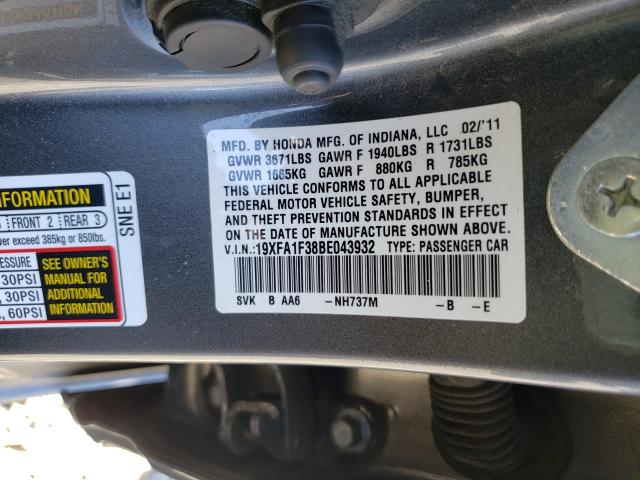 MFD. BY HONDA MFG. OF INDIANA, LLC 02/'11
GVWR 3671LBS GAWR F 1940LBS R 1731LBS
GVWR 1665KG GAWR F 880KG R 785KG
THIS VEHICLE CONFORMS TO ALL APPLICABLE
FEDERAL MOTOR VEHICLE SAFETY, BUMPER,
AND THEFT PREVENTION STANDARDS IN EFFECT
ON THE DATE OF MANUFACTURE SHOWN ABOVE.
V.I.N.:19XFA1F38BE043932 TYPE: PASSENGER CAR
SVK B AA6 -NH737M -B -E
INFORMATION
FRONT 2 REAR 3
exceed 385kg or 850lbs.
SNE E1
30PSI
30PSI
60PSI
SEE OWNER'S
MANUAL FOR
ADDITIONAL
INFORMATION